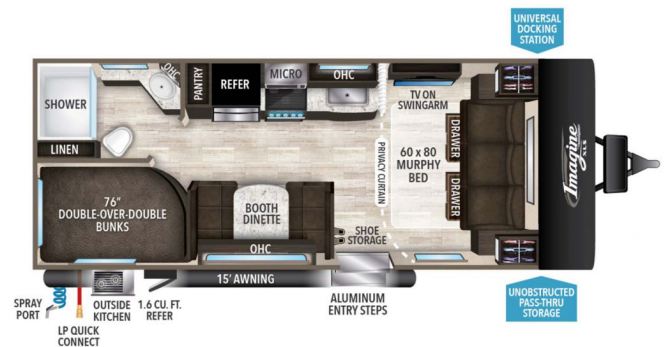 UNIVERSAL
DOCKING
STATION
OHC
PANTRY
REFER
MICRO
OHC
SHOWER
TV ON
SWINGARM
LINEN
DRAWER
60 x 80
MURPHY
BED
PRIVACY CURTAIN
DRAWER
Imagine
XLS
76"
DOUBLE-OVER-DOUBLE
BUNKS
BOOTH
DINETTE
SHOE
STORAGE
OHC
15' AWNING
SPRAY
PORT
OUTSIDE
KITCHEN
1.6 CU. FT.
REFER
ALUMINUM
ENTRY STEPS
UNOBSTRUCTED
PASS-THRU
STORAGE
LP QUICK
CONNECT